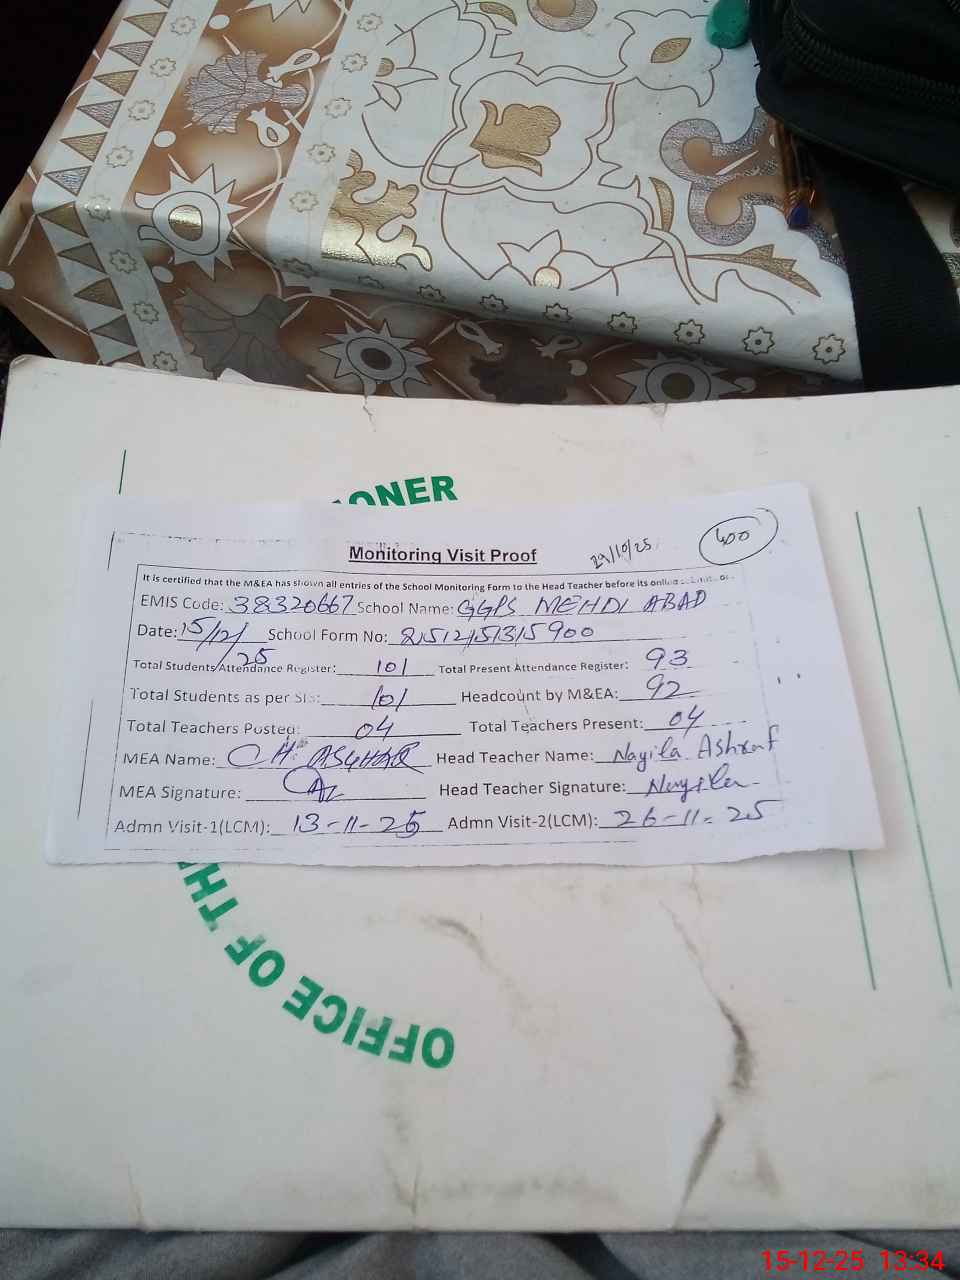 ONER
Monitoring Visit Proof
29/10/25
400
It is certified that the M&EA has shown all entries of the School Monitoring Form to the Head Teacher before its online
EMIS Code: 38320667 School Name: GGPS MEHDI ABAD
Date: 15/12/25 School Form No:
Total Students Attendance Register: 101 Total Present Attendance Register: 93
Total Students as per SIS: 101 Headcount by M&EA: 92
Total Teachers Posted: 04 Total Teachers Present: 04
MEA Name: CH. ASGHAR Head Teacher Name: Nayila Ashraf
MEA Signature: Head Teacher Signature: Nayila
Admn Visit-1(LCM): 13-11-25 Admn Visit-2(LCM): 26-11-25
OFFICE OF TH
15-12-25 13:34